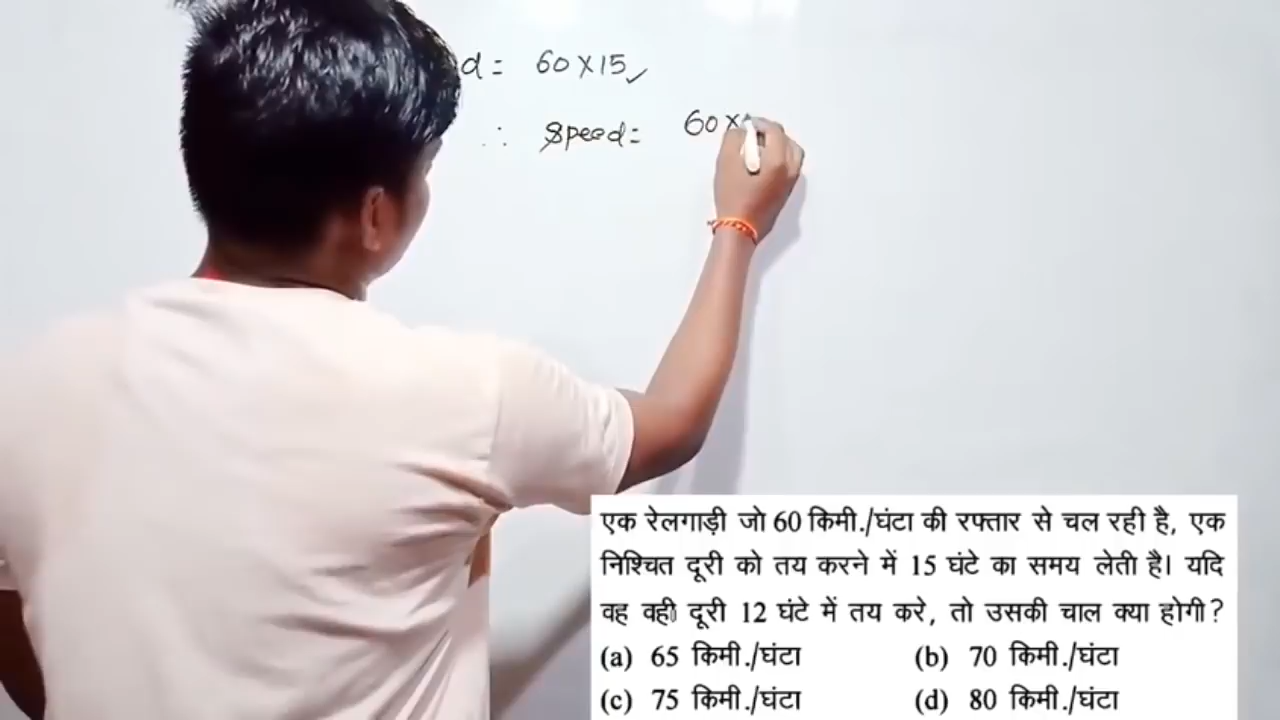 d = 60 X 15 ✓
∴ Speed = 60 X
एक रेलगाड़ी जो 60 किमी./घंटा की रफ्तार से चल रही है, एक
निश्चित दूरी को तय करने में 15 घंटे का समय लेती है। यदि
वह वही दूरी 12 घंटे में तय करे, तो उसकी चाल क्या होगी?
(a) 65 किमी./घंटा (b) 70 किमी./घंटा
(c) 75 किमी./घंटा (d) 80 किमी./घंटा